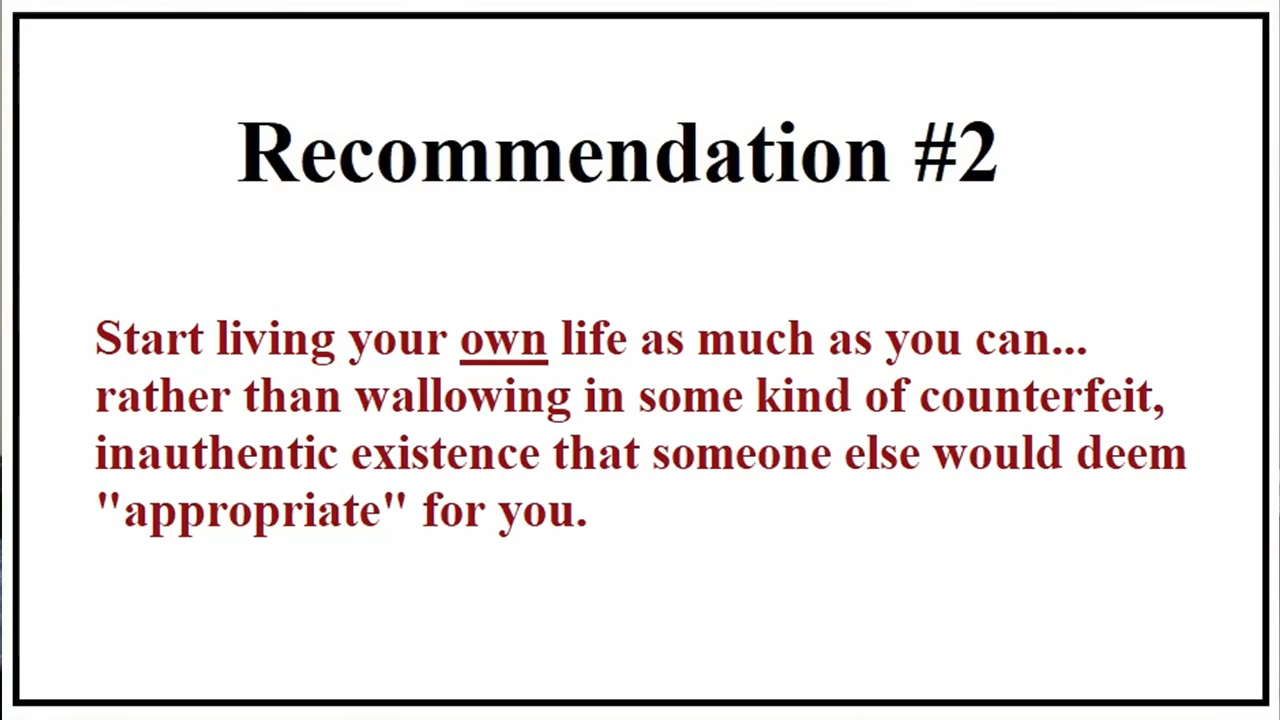 Recommendation #2
Start living your own life as much as you can...
rather than wallowing in some kind of counterfeit,
inauthentic existence that someone else would deem
"appropriate" for you.